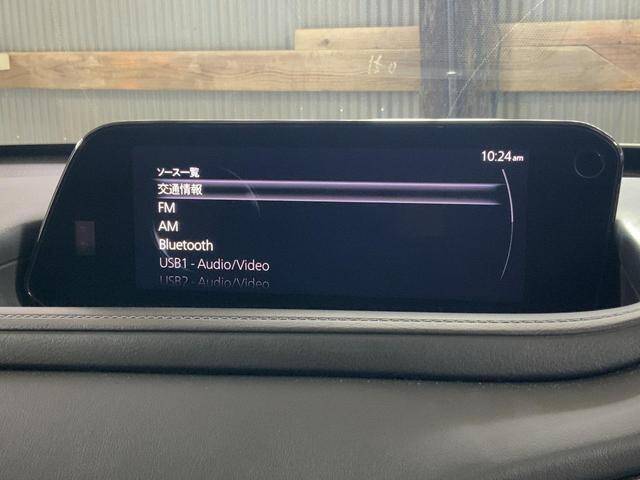 10:24am
ソース一覧
交通情報
FM
AM
Bluetooth
USB1 - Audio/Video
USB2 - Audio/Video